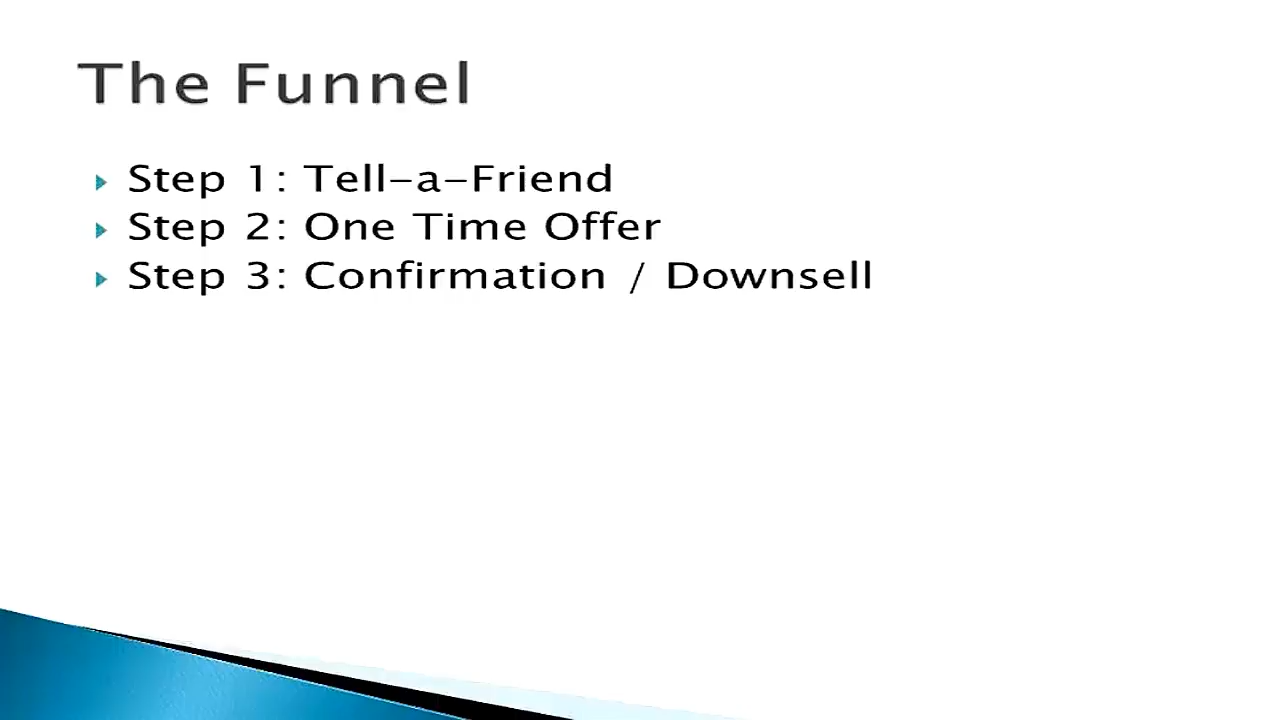 The Funnel
Step 1: Tell-a-Friend
Step 2: One Time Offer
Step 3: Confirmation / Downsell